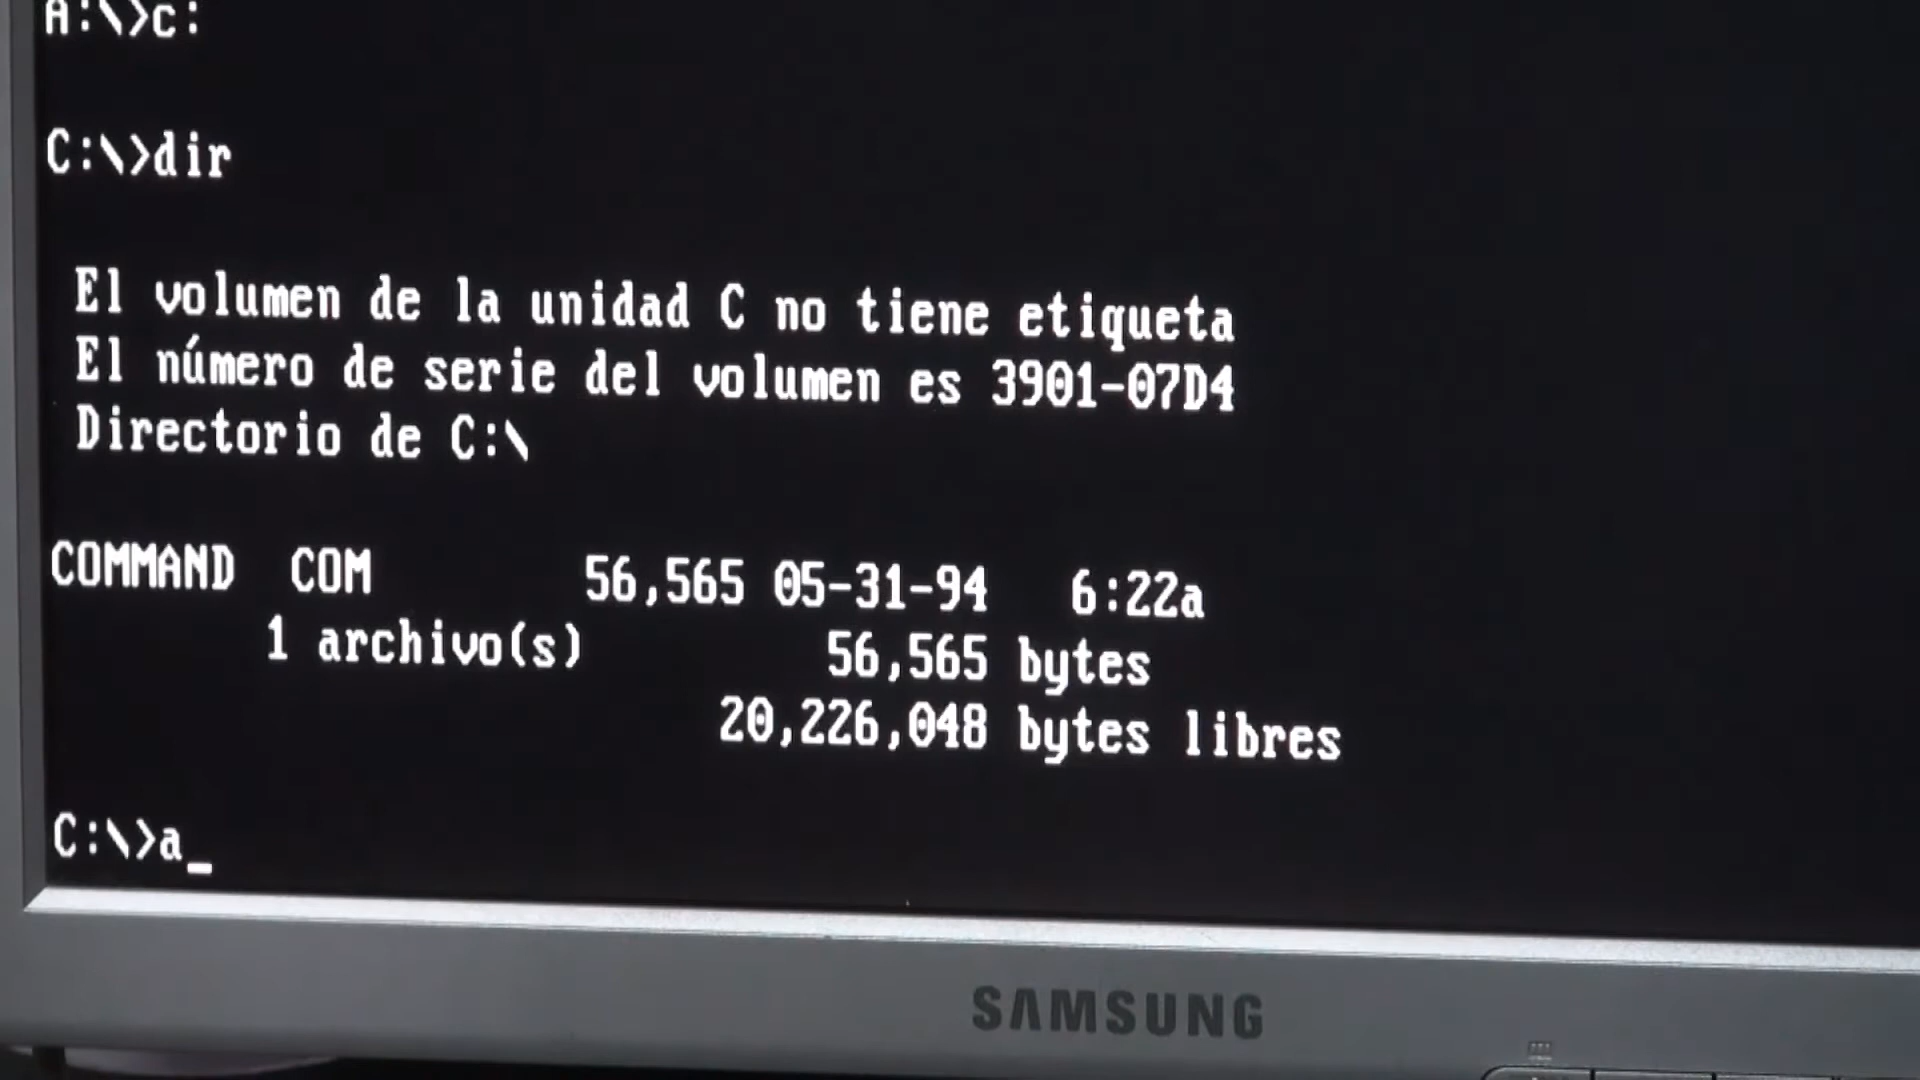 A:\>c:
C:\>dir
El volumen de la unidad C no tiene etiqueta
El número de serie del volumen es 3901-07D4
Directorio de C:\
COMMAND COM 56,565 05-31-94 6:22a
1 archivo(s) 56,565 bytes
20,226,048 bytes libres
C:\>a_
SAMSUNG